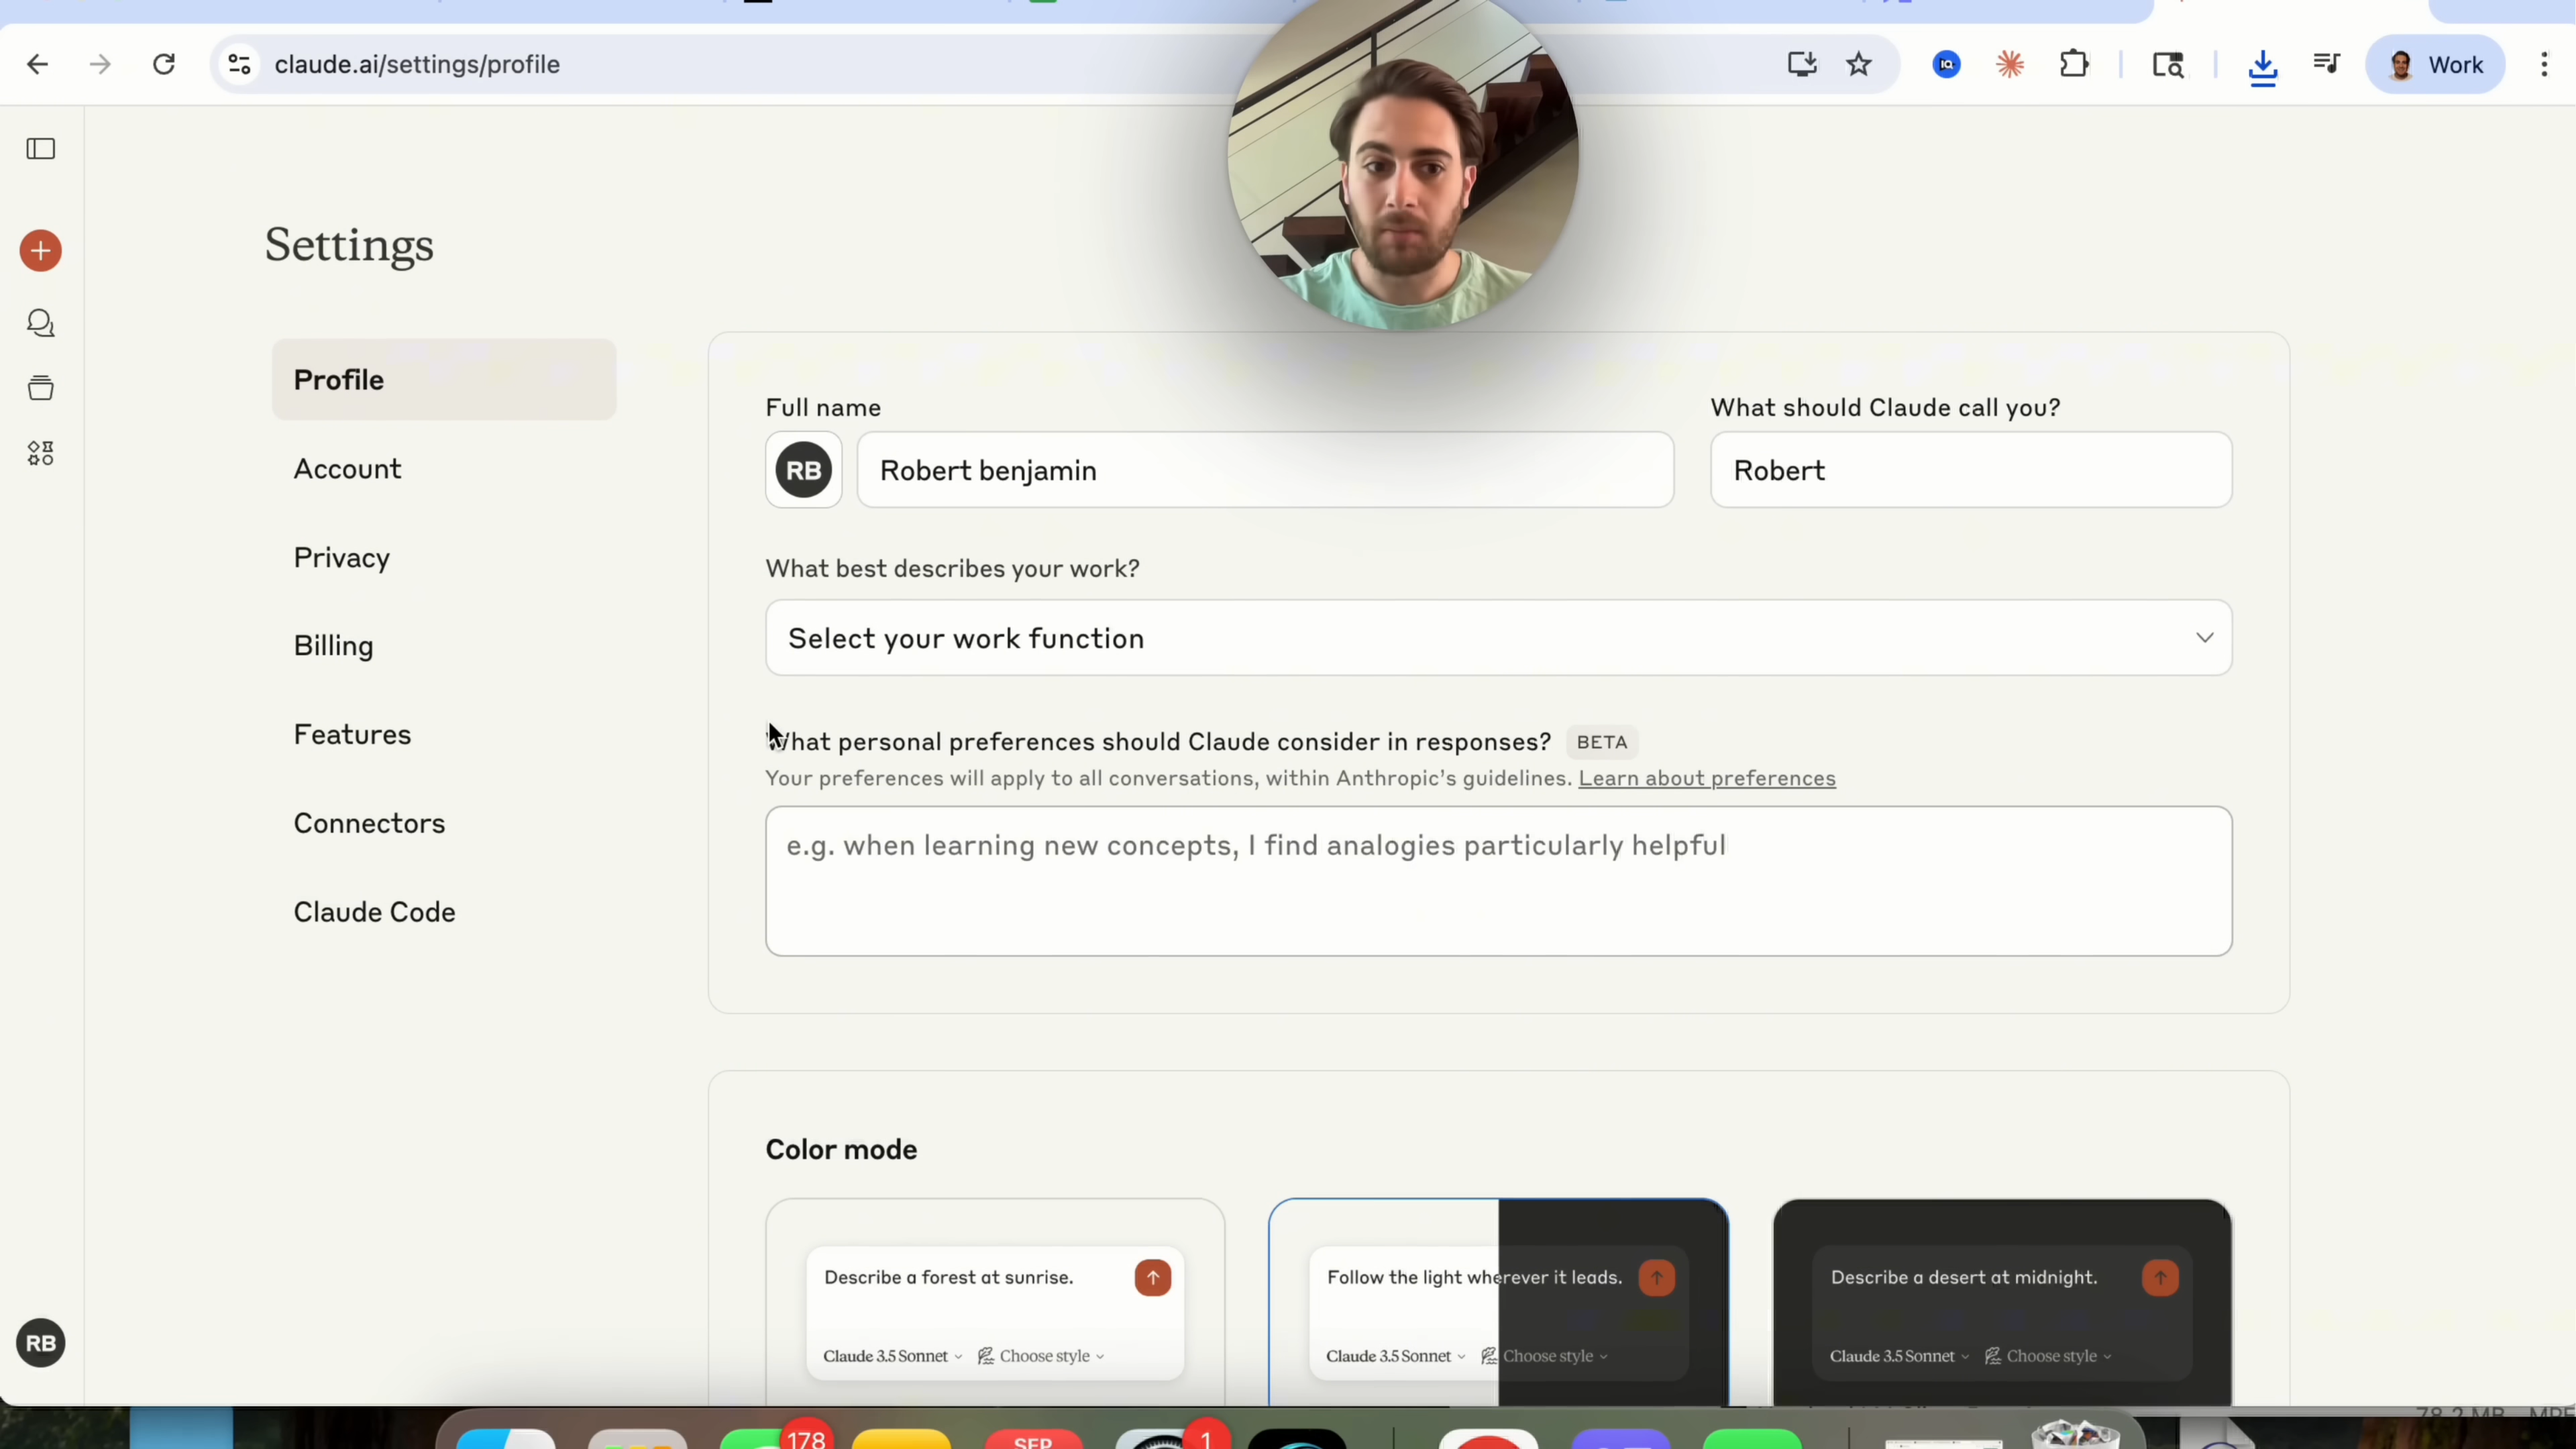 claude.ai/settings/profile
Work
Settings
Profile
Account
Privacy
Billing
Features
Connectors
Claude Code
Full name
What should Claude call you?
RB
Robert benjamin
Robert
What best describes your work?
Select your work function
What personal preferences should Claude consider in responses? BETA
Your preferences will apply to all conversations, within Anthropic's guidelines. Learn about preferences
e.g. when learning new concepts, I find analogies particularly helpful
Color mode
Describe a forest at sunrise.
Claude 3.5 Sonnet Choose style
Follow the light wherever it leads.
Claude 3.5 Sonnet Choose style
Describe a desert at midnight.
Claude 3.5 Sonnet Choose style
RB
178
SEP
1